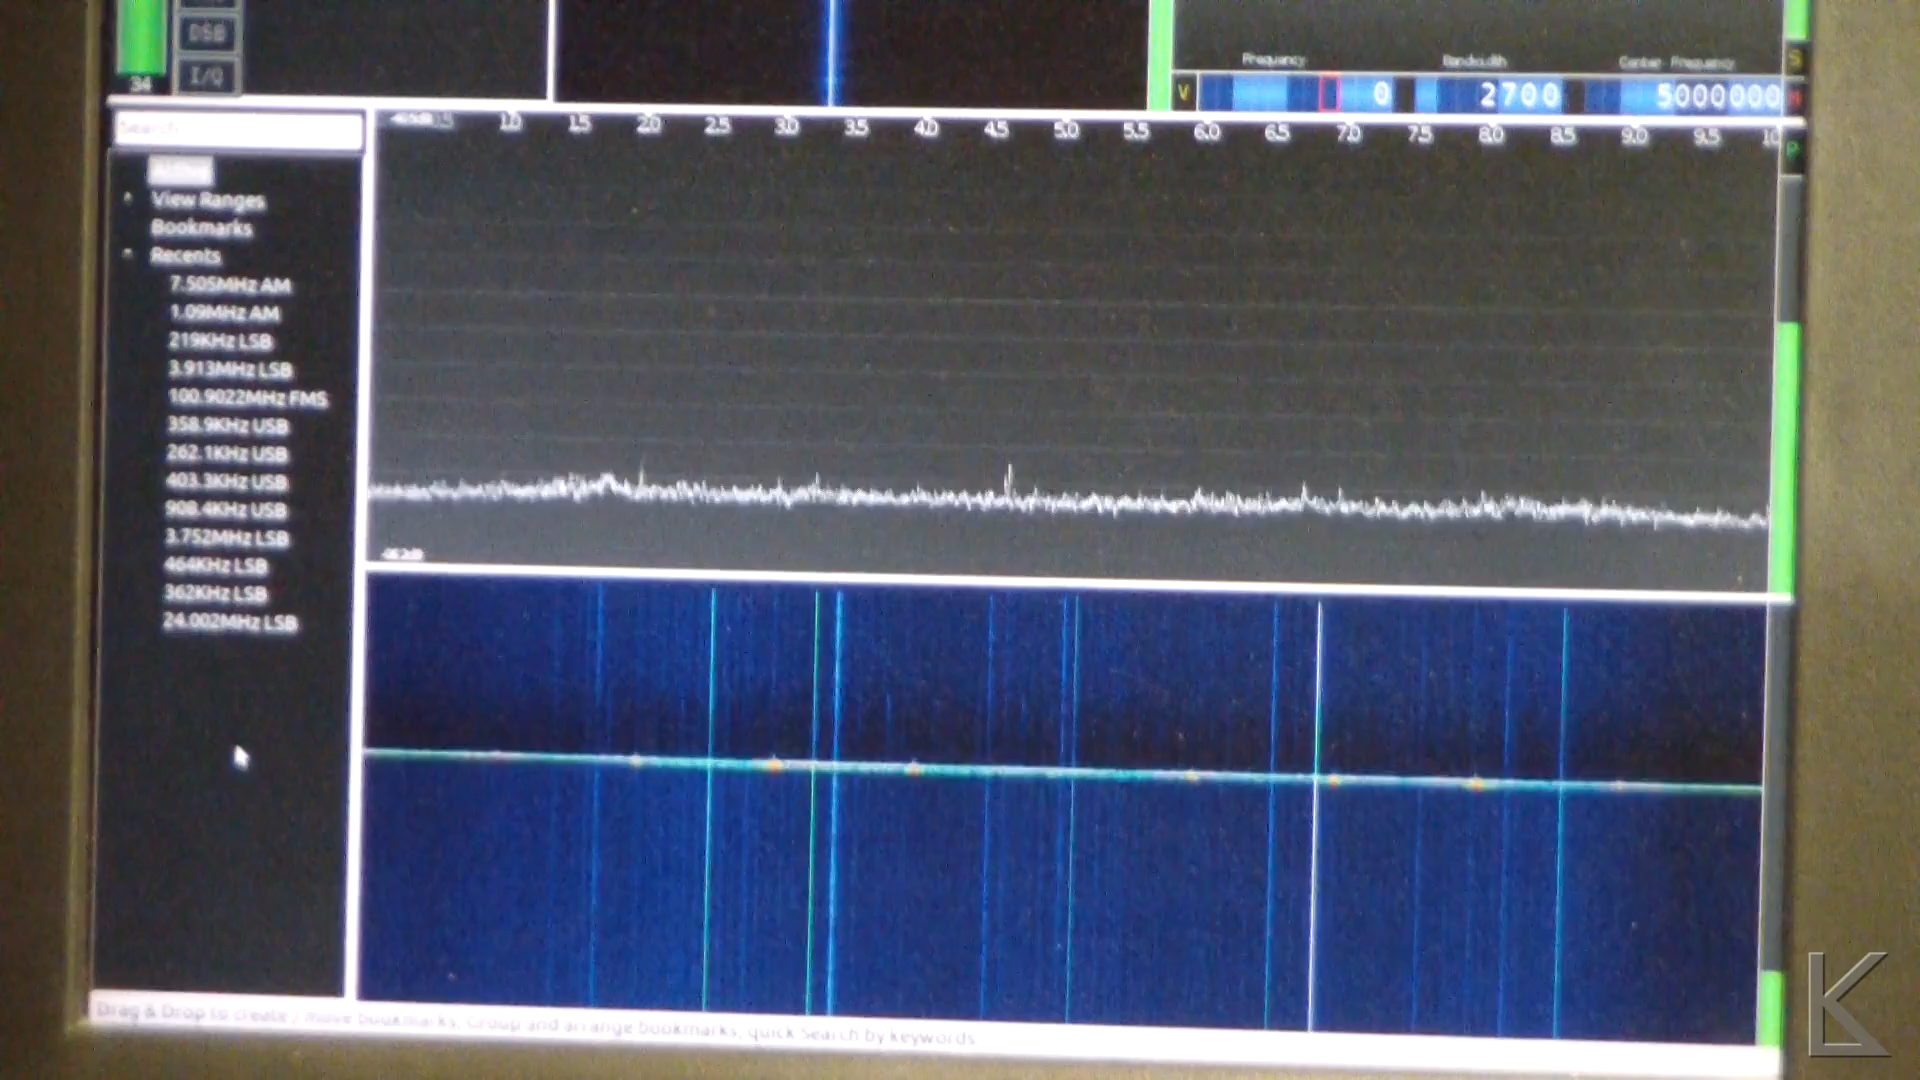 DSB
I/Q
34
Frequency Bandwidth Center Frequency
V 0 2700 5000000
Search
1.0 1.5 2.0 2.5 3.0 3.5 4.0 4.5 5.0 5.5 6.0 6.5 7.0 7.5 8.0 8.5 9.0 9.5 10
View Ranges
Bookmarks
Recents
7.505MHz AM
1.09MHz AM
219KHz LSB
3.913MHz LSB
100.9022MHz FMS
358.9KHz USB
262.1KHz USB
403.3KHz USB
908.4KHz USB
3.752MHz LSB
464KHz LSB
362KHz LSB
24.002MHz LSB
Drag & Drop to create / move bookmarks, Group and arrange bookmarks, quick Search by keywords